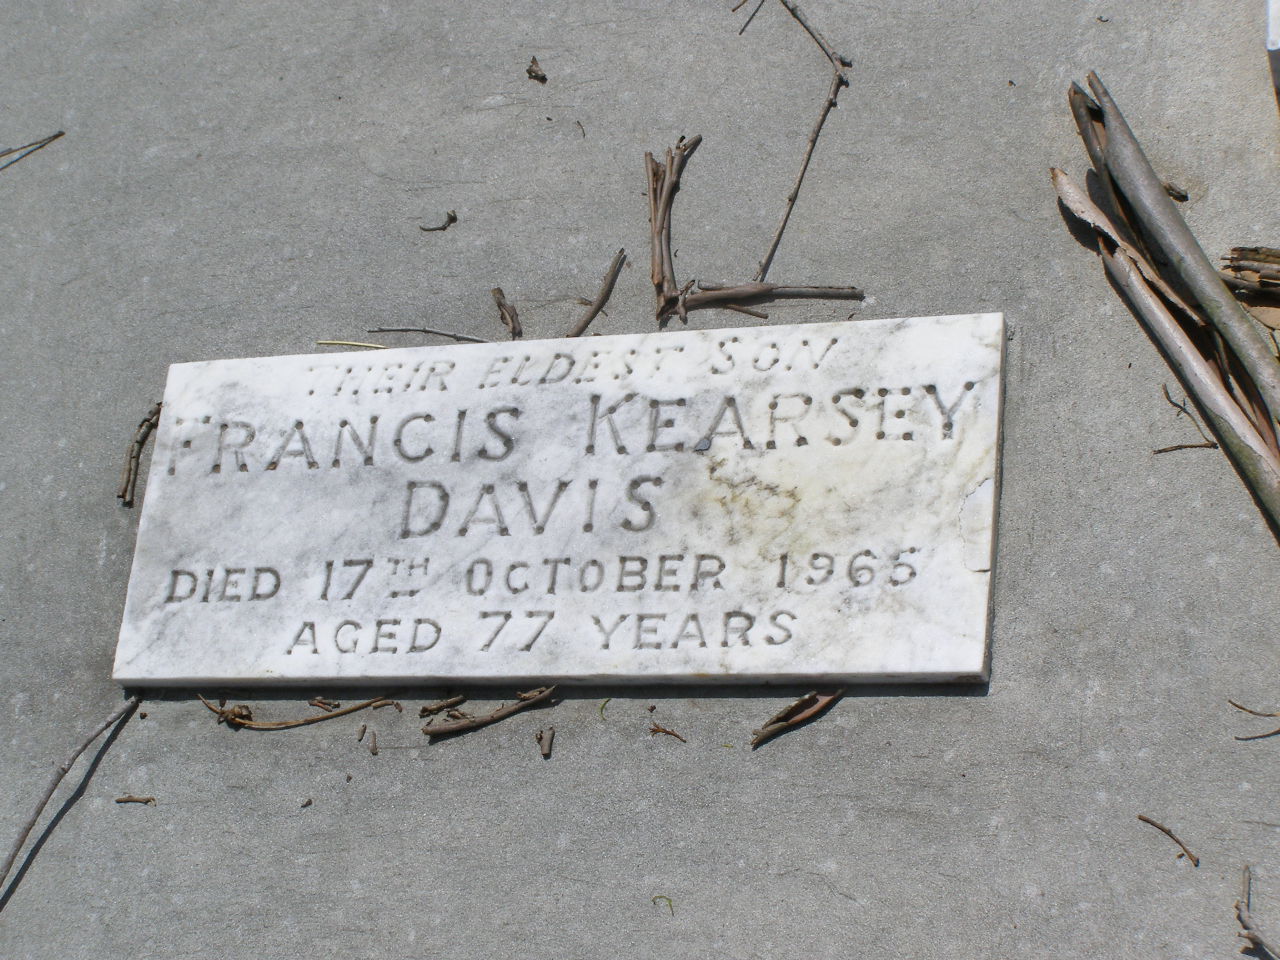 THEIR ELDEST SON
FRANCIS KEARSEY
DAVIS
DIED 17TH OCTOBER 1965
AGED 77 YEARS